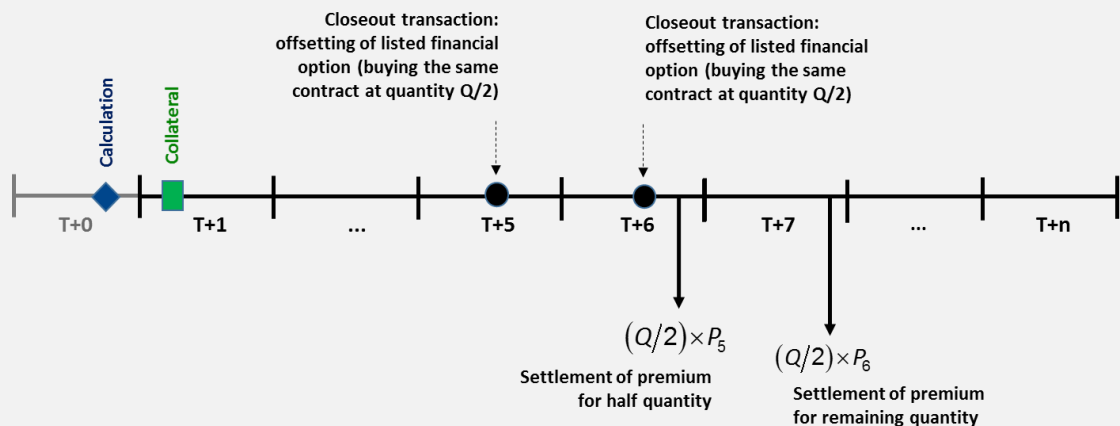 Closeout transaction:
offsetting of listed financial
option (buying the same
contract at quantity Q/2)
Closeout transaction:
offsetting of listed financial
option (buying the same
contract at quantity Q/2)
Calculation
Collateral
T+0
T+1
...
T+5
T+6
T+7
...
T+n
(Q/2)×P₅
Settlement of premium
for half quantity
(Q/2)×P₆
Settlement of premium
for remaining quantity